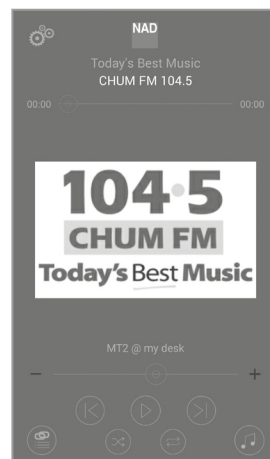 NAD
Today's Best Music
CHUM FM 104.5
00:00 00:00
104·5
CHUM FM
Today's Best Music
MT2 @ my desk
− +